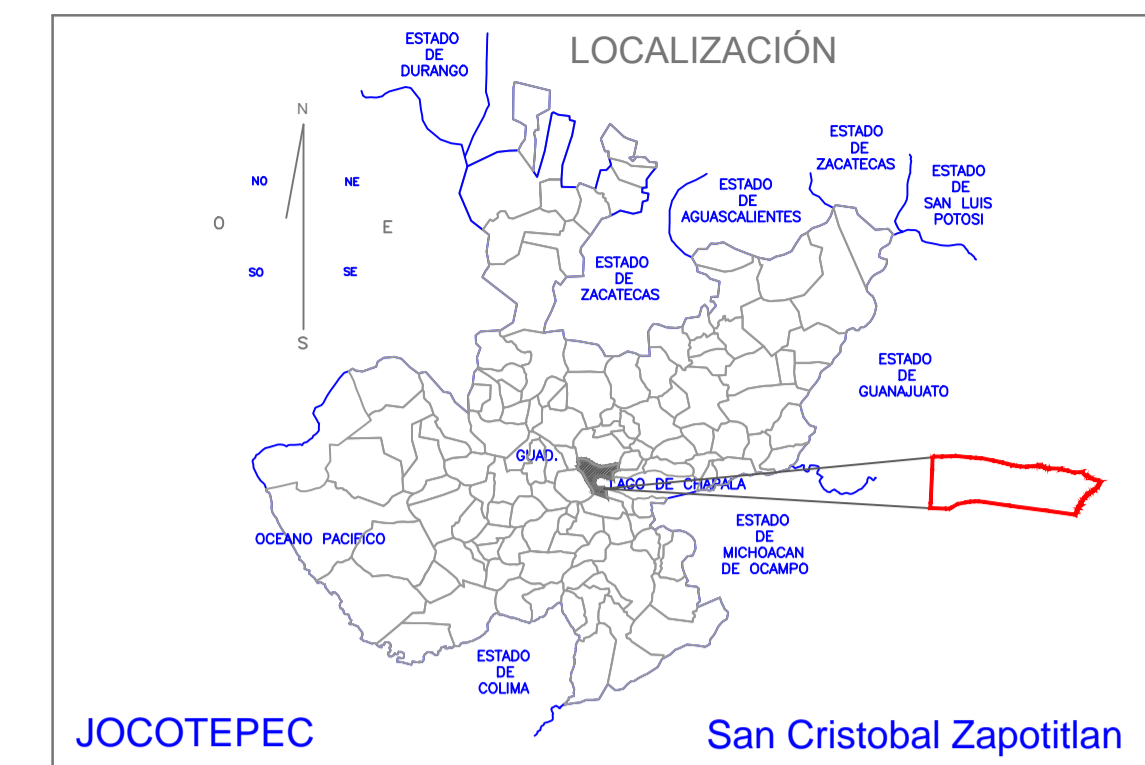 LOCALIZACIÓN
ESTADO
DE
DURANGO
N
NO
NE
O
E
SO
SE
S
ESTADO
DE
ZACATECAS
ESTADO
DE
SAN LUIS
POTOSI
ESTADO
DE
AGUASCALIENTES
ESTADO
DE
ZACATECAS
ESTADO
DE
GUANAJUATO
GUAD.
LAGO DE CHAPALA
OCEANO PACIFICO
ESTADO
DE
MICHOACAN
DE OCAMPO
ESTADO
DE
COLIMA
JOCOTEPEC
San Cristobal Zapotitlan